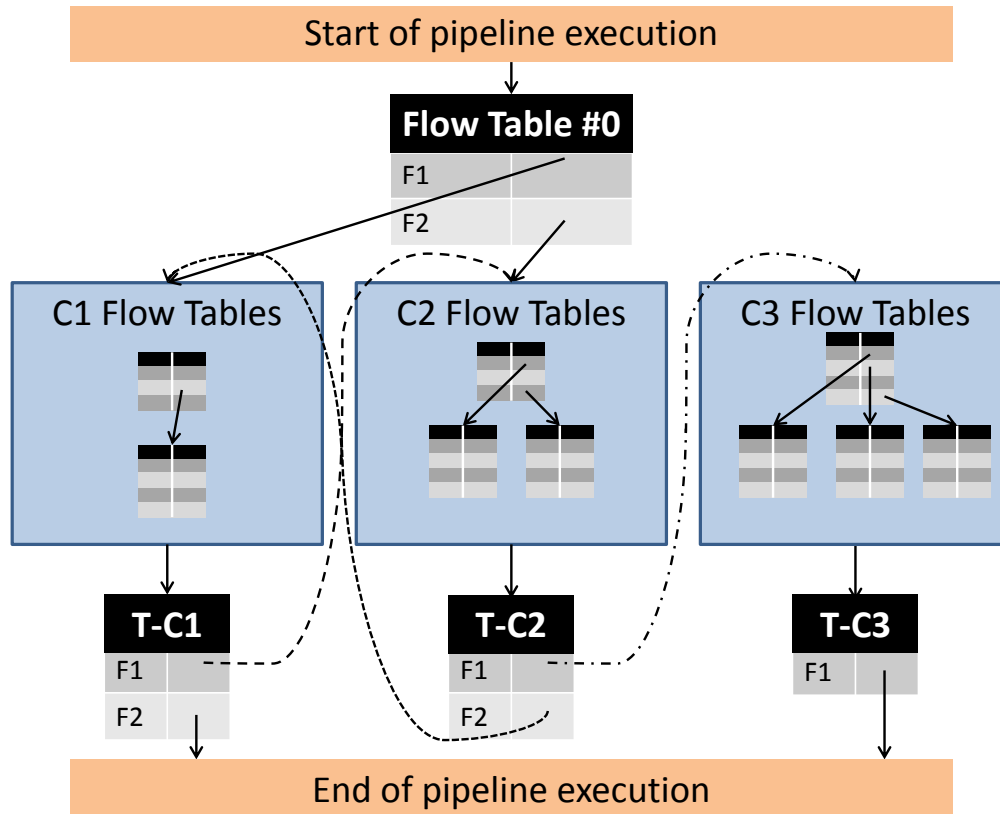 Start of pipeline execution
Flow Table #0
F1
F2
C1 Flow Tables
C2 Flow Tables
C3 Flow Tables
T-C1
F1
F2
T-C2
F1
F2
T-C3
F1
End of pipeline execution